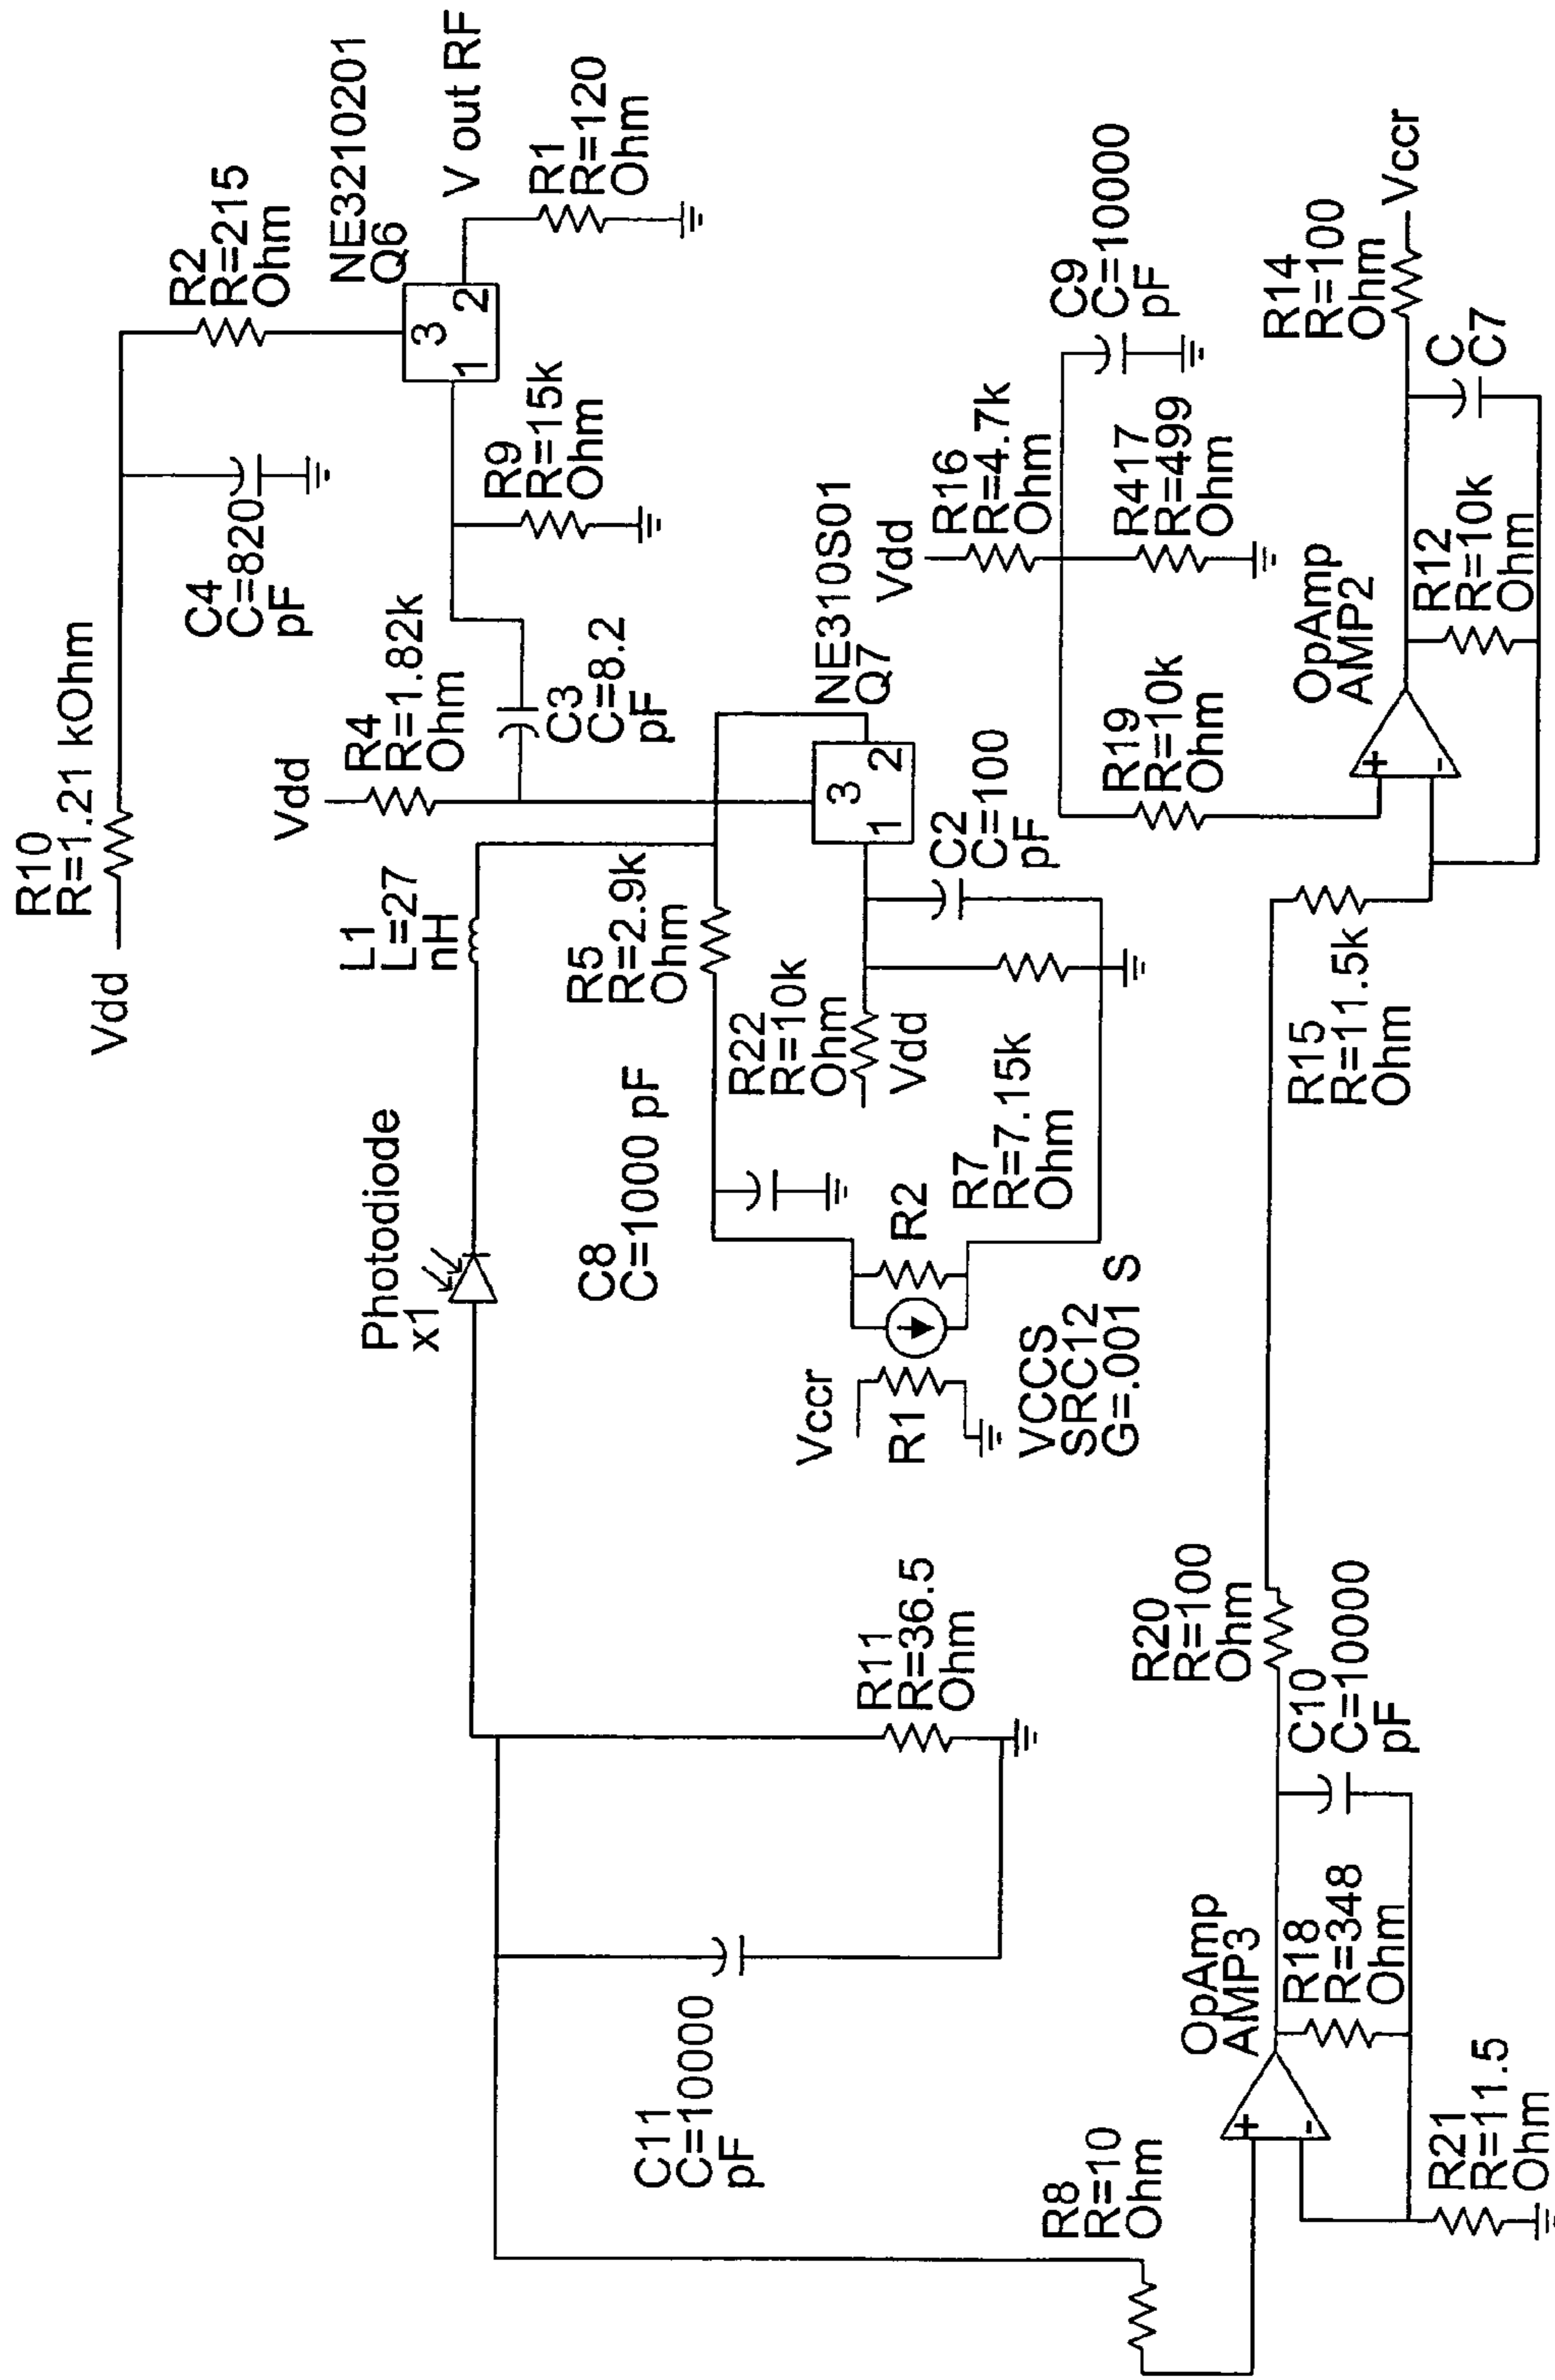 R10
R=1.21 kOhm
Vdd
C4
C=820
pF
R2
R=215
Ohm
NE3210201
Q6
3
1
2
V out RF
R1
R=120
Ohm
R9
R=15k
Ohm
Vdd
R4
R=1.82k
Ohm
C3
C=8.2
pF
Photodiode
x1
L1
L=27
nH
R5
R=2.9k
Ohm
NE310S01
Q7
3
1
2
C2
C=100
pF
C8
C=1000 pF
R22
R=10k
Ohm
Vdd
R7
R=7.15k
Ohm
R2
Vccr
R1
VCCS
SRC12
G=.001 S
R11
R=36.5
Ohm
C11
C=10000
pF
R8
R=10
Ohm
OpAmp
AMP3
+
-
R18
R=348
Ohm
R21
R=11.5
Ohm
C10
C=10000
pF
R20
R=100
Ohm
R15
R=11.5k
Ohm
Vdd
R16
R=4.7k
Ohm
C9
C=10000
pF
R417
R=499
Ohm
R19
R=10k
Ohm
OpAmp
AMP2
+
-
R12
R=10k
Ohm
C
C7
R14
R=100
Ohm
Vccr